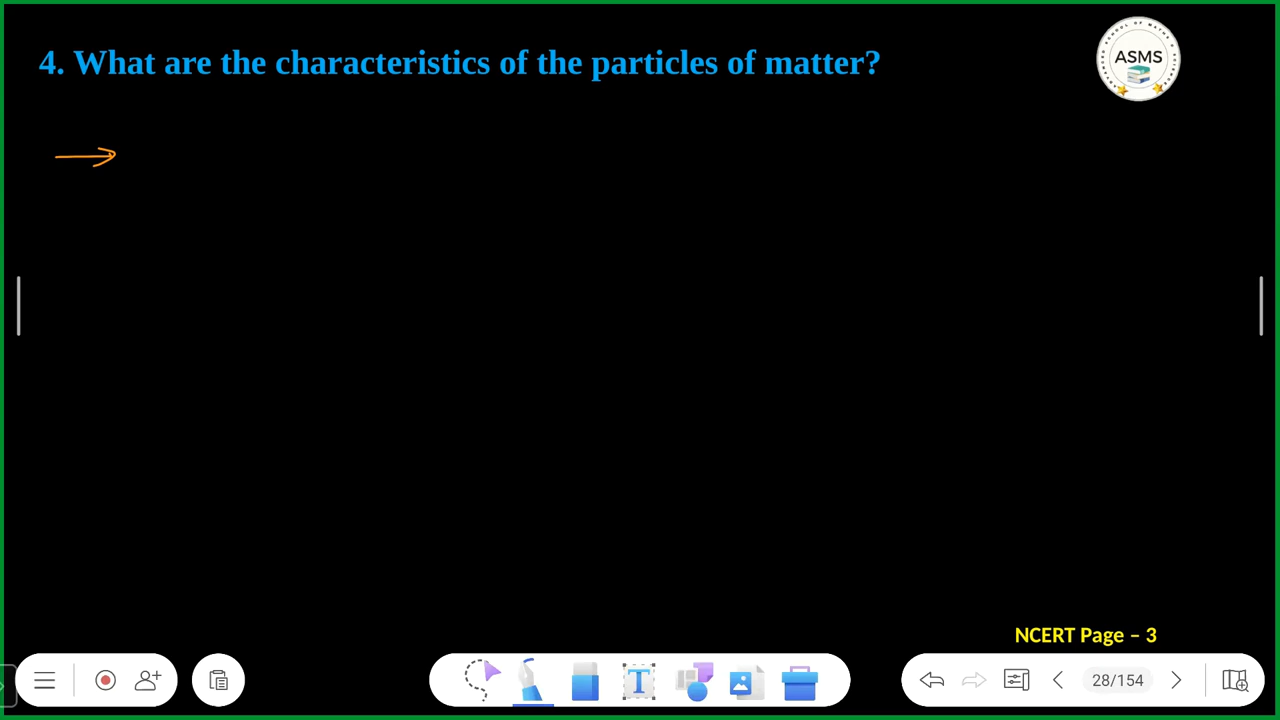 4. What are the characteristics of the particles of matter?
ASMS
NCERT Page – 3
T
28/154